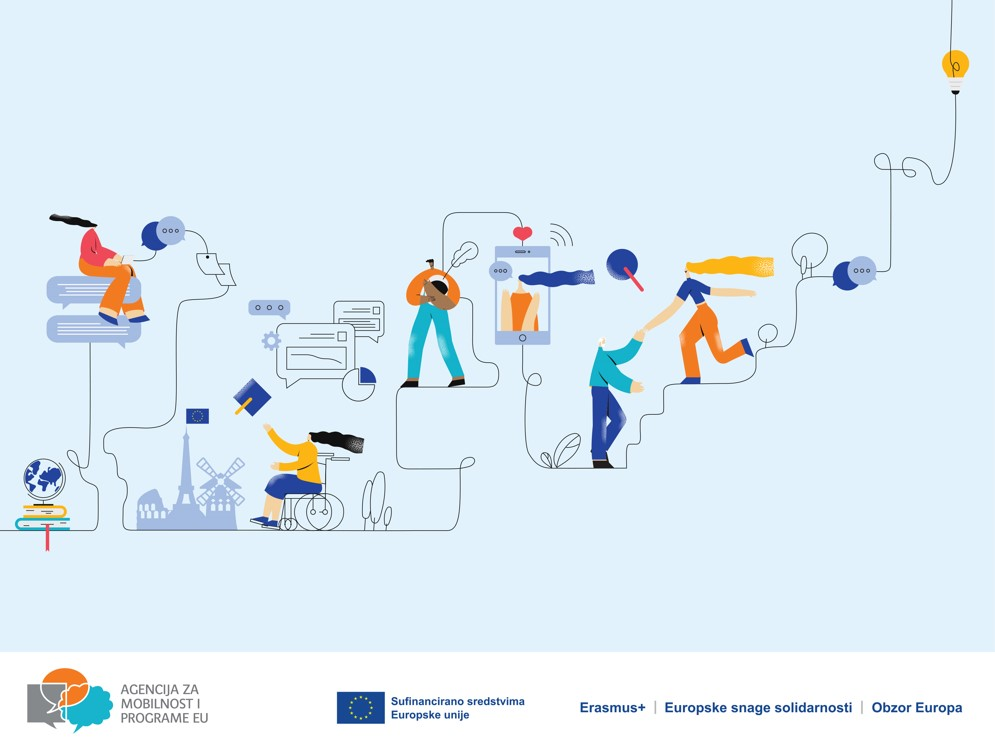 AGENCIJA ZA
MOBILNOST I
PROGRAME EU
Sufinancirano sredstvima
Europske unije
Erasmus+ | Europske snage solidarnosti | Obzor Europa